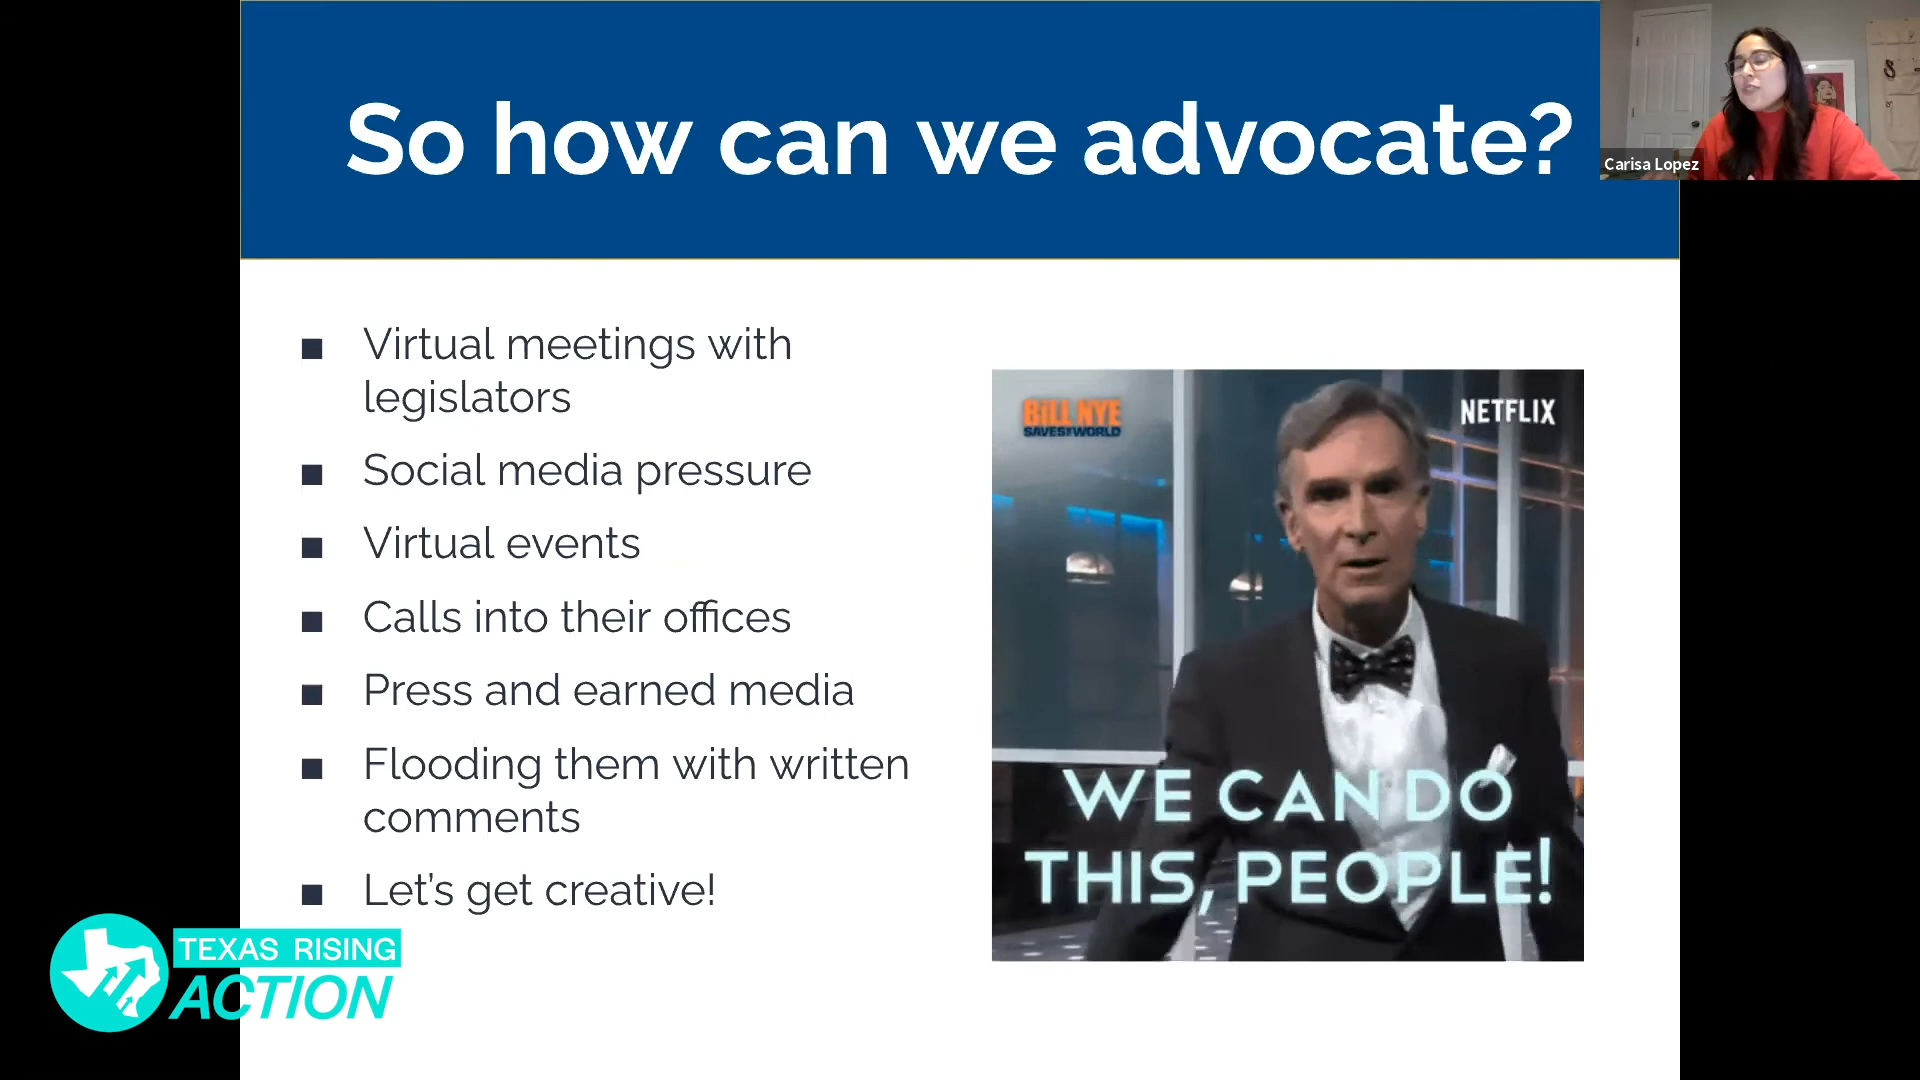 So how can we advocate?
Carisa Lopez
■ Virtual meetings with
legislators
■ Social media pressure
■ Virtual events
■ Calls into their offices
■ Press and earned media
■ Flooding them with written
comments
■ Let’s get creative!
BILL NYE
SAVES THE WORLD
NETFLIX
WE CAN DO
THIS, PEOPLE!
TEXAS RISING
ACTION